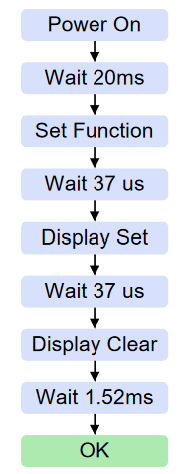 Power On
Wait 20ms
Set Function
Wait 37 us
Display Set
Wait 37 us
Display Clear
Wait 1.52ms
OK